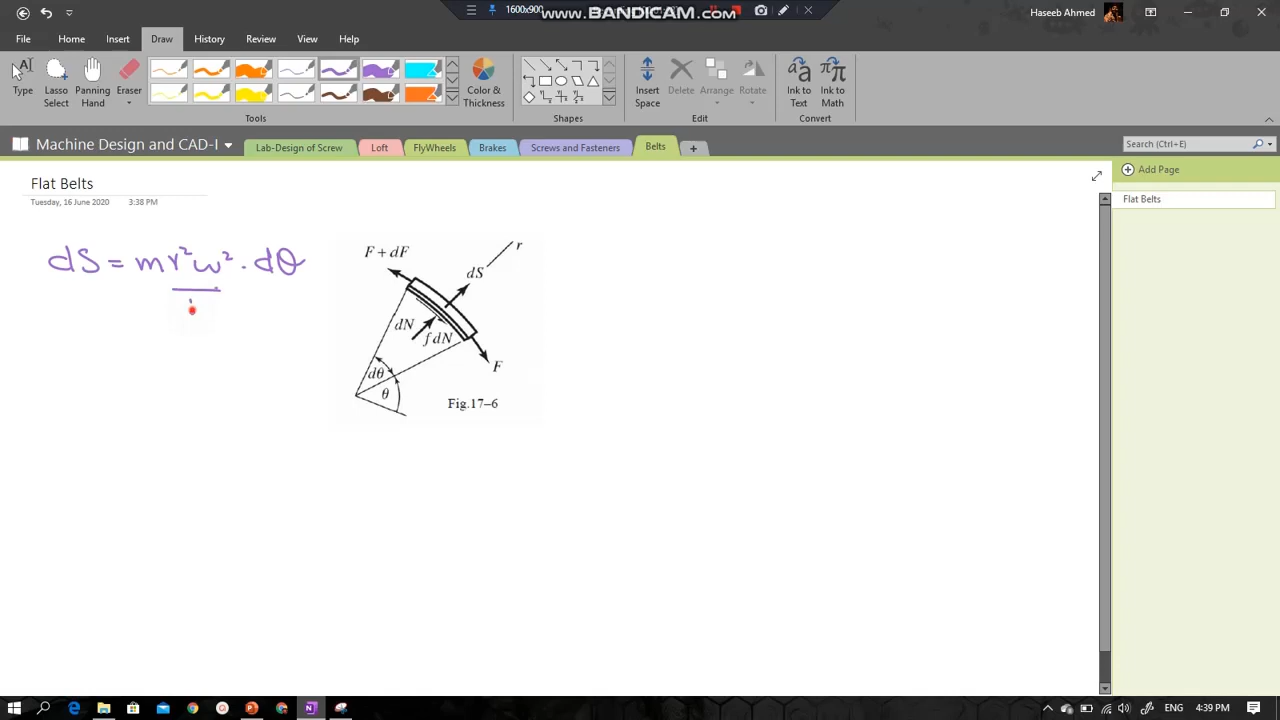 1600x900
www.BANDICAM.com
Haseeb Ahmed
File Home Insert Draw History Review View Help
Type
Lasso Select
Panning Hand
Eraser
Color & Thickness
Insert Space
Delete
Arrange
Rotate
Ink to Text
Ink to Math
Tools Shapes Edit Convert
Machine Design and CAD-I
Lab-Design of Screw Loft FlyWheels Brakes Screws and Fasteners Belts
Search (Ctrl+E)
Add Page
Flat Belts
Flat Belts
Tuesday, 16 June 2020 3:38 PM
dS = mr²ω² . dθ
F + dF
r
dS
dN
f dN
F
dθ
θ
Fig.17–6
ENG 4:39 PM